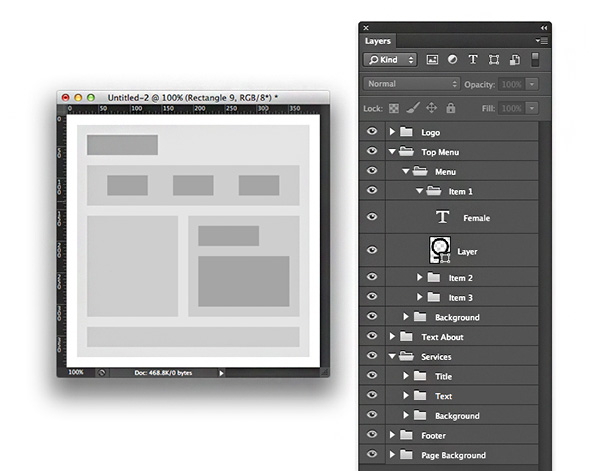 Untitled-2 @ 100% (Rectangle 9, RGB/8*) *
0 50 100 150 200 250 300 350
100% Doc: 468.8K/0 bytes
Layers
Kind
Normal Opacity: 100%
Lock: Fill: 100%
Logo
Top Menu
Menu
Item 1
T Female
Layer
Item 2
Item 3
Background
Text About
Services
Title
Text
Background
Footer
Page Background